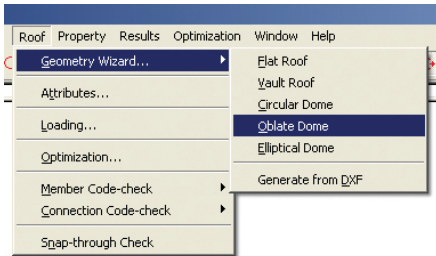 Roof Property Results Optimization Window Help
Geometry Wizard...
Attributes...
Loading...
Optimization...
Member Code-check
Connection Code-check
Snap-through Check
Flat Roof
Vault Roof
Circular Dome
Oblate Dome
Elliptical Dome
Generate from DXF